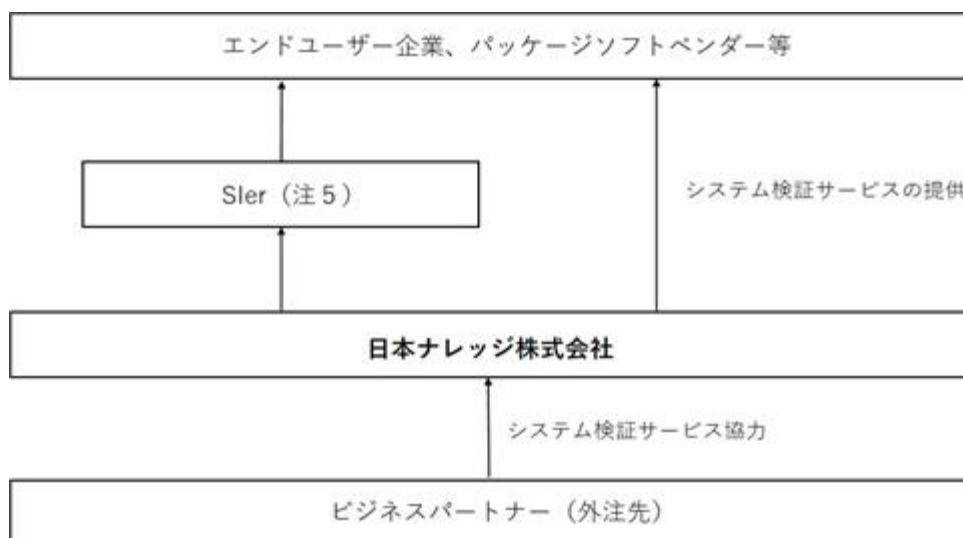 エンドユーザー企業、パッケージソフトベンダー等
SIer（注５）
システム検証サービスの提供
日本ナレッジ株式会社
システム検証サービス協力
ビジネスパートナー（外注先）